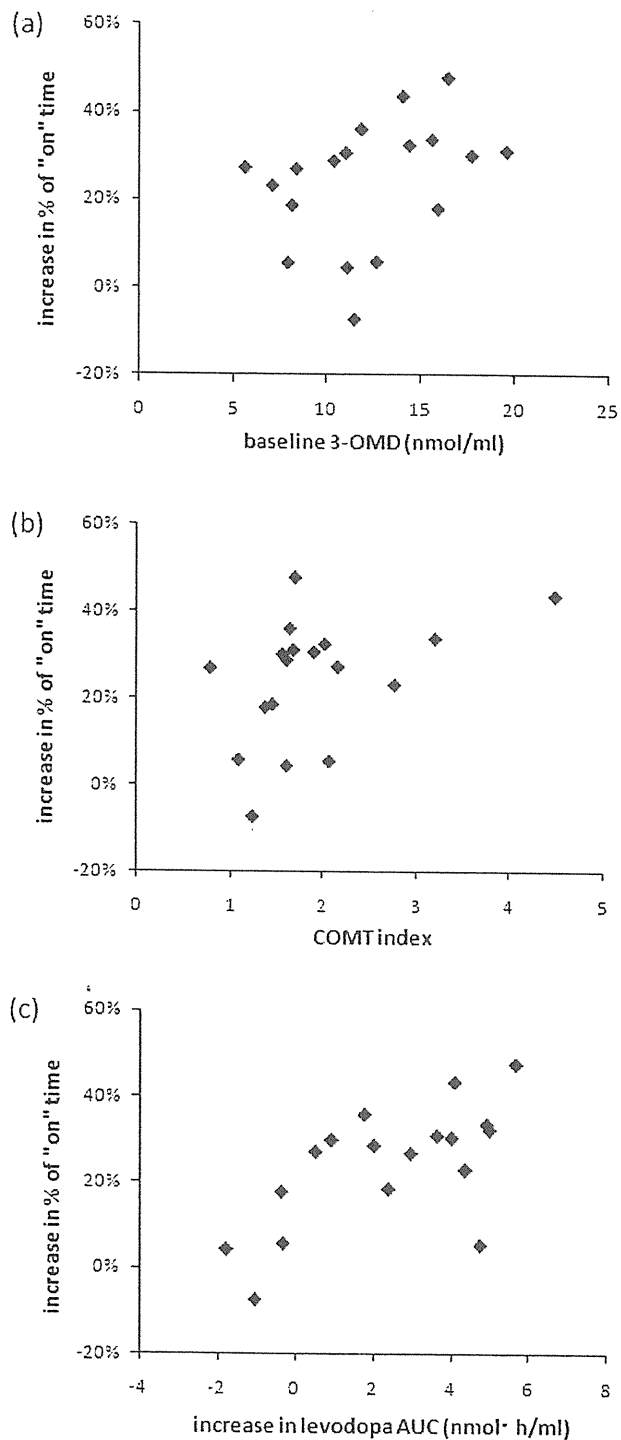 (a)
60%
40%
20%
0%
-20%
increase in % of "on" time
0 5 10 15 20 25
baseline 3-OMD (nmol/ml)
(b)
60%
40%
20%
0%
-20%
increase in % of "on" time
0 1 2 3 4 5
COMT index
(c)
60%
40%
20%
0%
-20%
increase in % of "on" time
-4 -2 0 2 4 6 8
increase in levodopa AUC (nmol· h/ml)